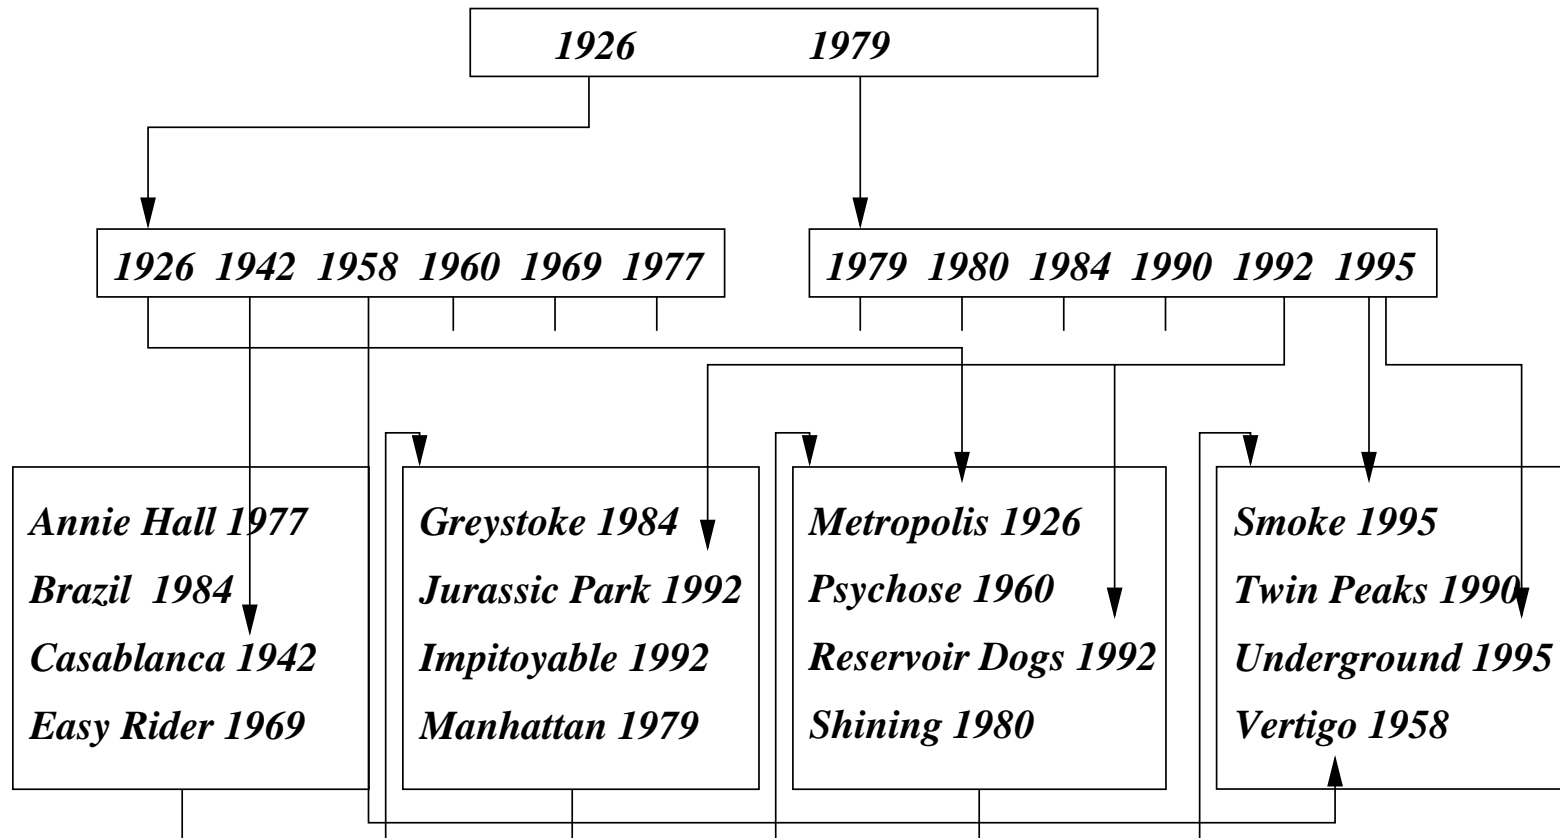 1926 1979
1926 1942 1958 1960 1969 1977
1979 1980 1984 1990 1992 1995
Annie Hall 1977
Brazil 1984
Casablanca 1942
Easy Rider 1969
Greystoke 1984
Jurassic Park 1992
Impitoyable 1992
Manhattan 1979
Metropolis 1926
Psychose 1960
Reservoir Dogs 1992
Shining 1980
Smoke 1995
Twin Peaks 1990
Underground 1995
Vertigo 1958